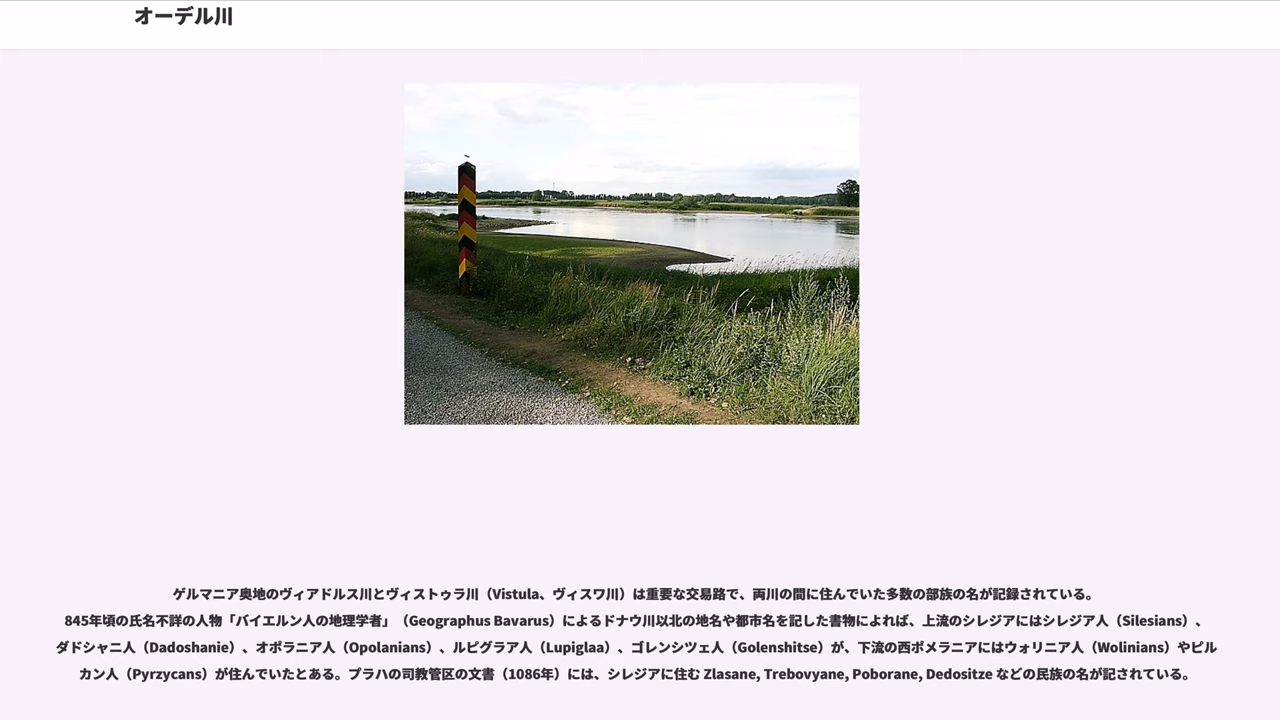 オーデル川
ゲルマニア奥地のヴィアドルス川とヴィストゥラ川（Vistula、ヴィスワ川）は重要な交易路で、両川の間に住んでいた多数の部族の名が記録されている。
845年頃の氏名不詳の人物「バイエルン人の地理学者」（Geographus Bavarus）によるドナウ川以北の地名や都市名を記した書物によれば、上流のシレジアにはシレジア人（Silesians）、
ダドシャニ人（Dadoshanie）、オポラニア人（Opolanians）、ルピグラア人（Lupiglaa）、ゴレンシツェ人（Golenshitse）が、下流の西ポメラニアにはウォリニア人（Wolinians）やピル
カン人（Pyrzycans）が住んでいたとある。プラハの司教管区の文書（1086年）には、シレジアに住む Zlasane, Trebovyane, Poborane, Dedositze などの民族の名が記されている。